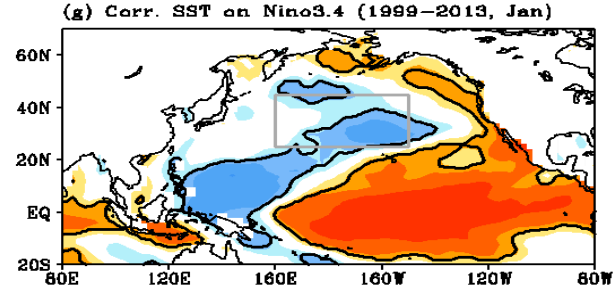 (g) Corr. SST on Nino3.4 (1999−2013, Jan)
60N
40N
20N
EQ
20S
80E 120E 160E 160W 120W 80W